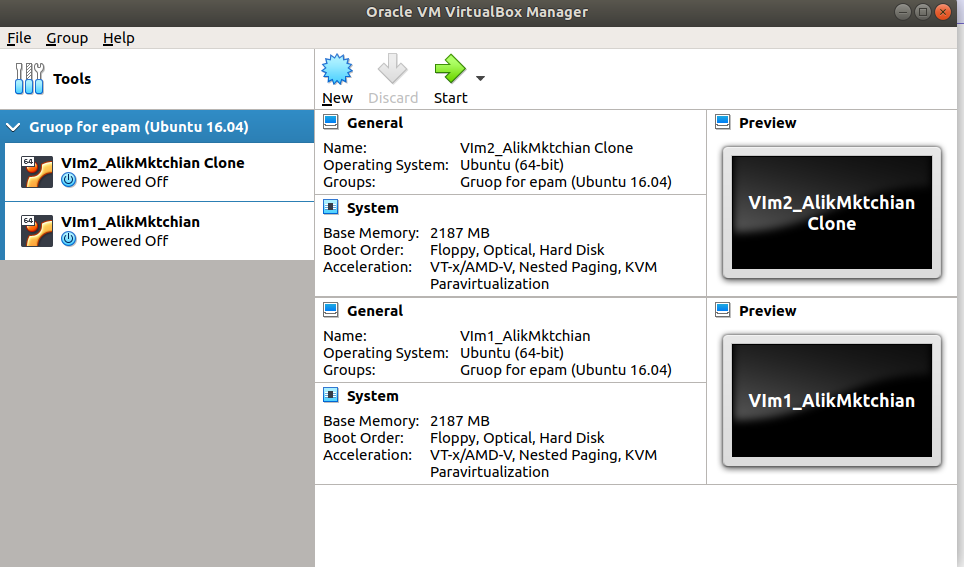 Oracle VM VirtualBox Manager
File Group Help
Tools
New Discard Start
Gruop for epam (Ubuntu 16.04)
64
VIm2_AlikMktchian Clone
Powered Off
64
VIm1_AlikMktchian
Powered Off
General
Name: VIm2_AlikMktchian Clone
Operating System: Ubuntu (64-bit)
Groups: Gruop for epam (Ubuntu 16.04)
System
Base Memory: 2187 MB
Boot Order: Floppy, Optical, Hard Disk
Acceleration: VT-x/AMD-V, Nested Paging, KVM
Paravirtualization
Preview
VIm2_AlikMktchian
Clone
General
Name: VIm1_AlikMktchian
Operating System: Ubuntu (64-bit)
Groups: Gruop for epam (Ubuntu 16.04)
System
Base Memory: 2187 MB
Boot Order: Floppy, Optical, Hard Disk
Acceleration: VT-x/AMD-V, Nested Paging, KVM
Paravirtualization
Preview
VIm1_AlikMktchian